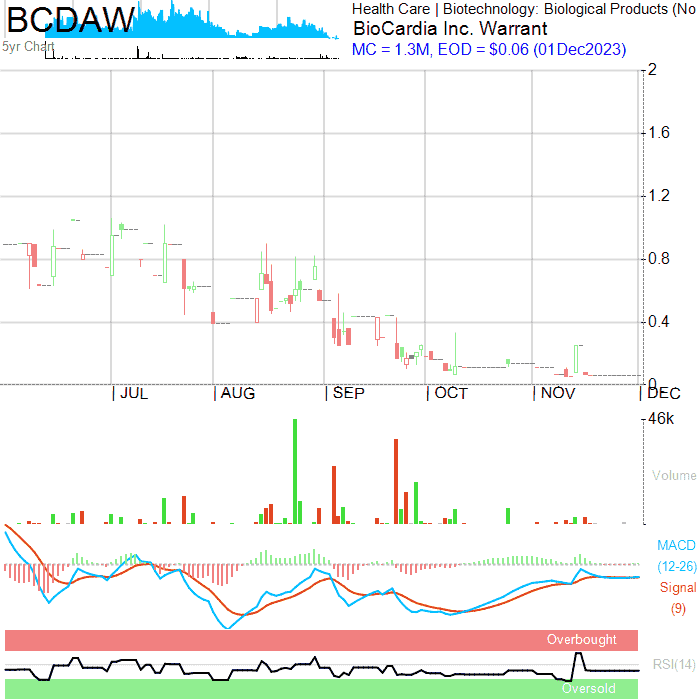 BCDAW
5yr Chart
Health Care | Biotechnology: Biological Products (No
BioCardia Inc. Warrant
MC = 1.3M, EOD = $0.06 (01Dec2023)
2
1.6
1.2
0.8
0.4
0
JUL
AUG
SEP
OCT
NOV
DEC
46k
Volume
MACD
(12-26)
Signal
(9)
Overbought
RSI(14)
Oversold